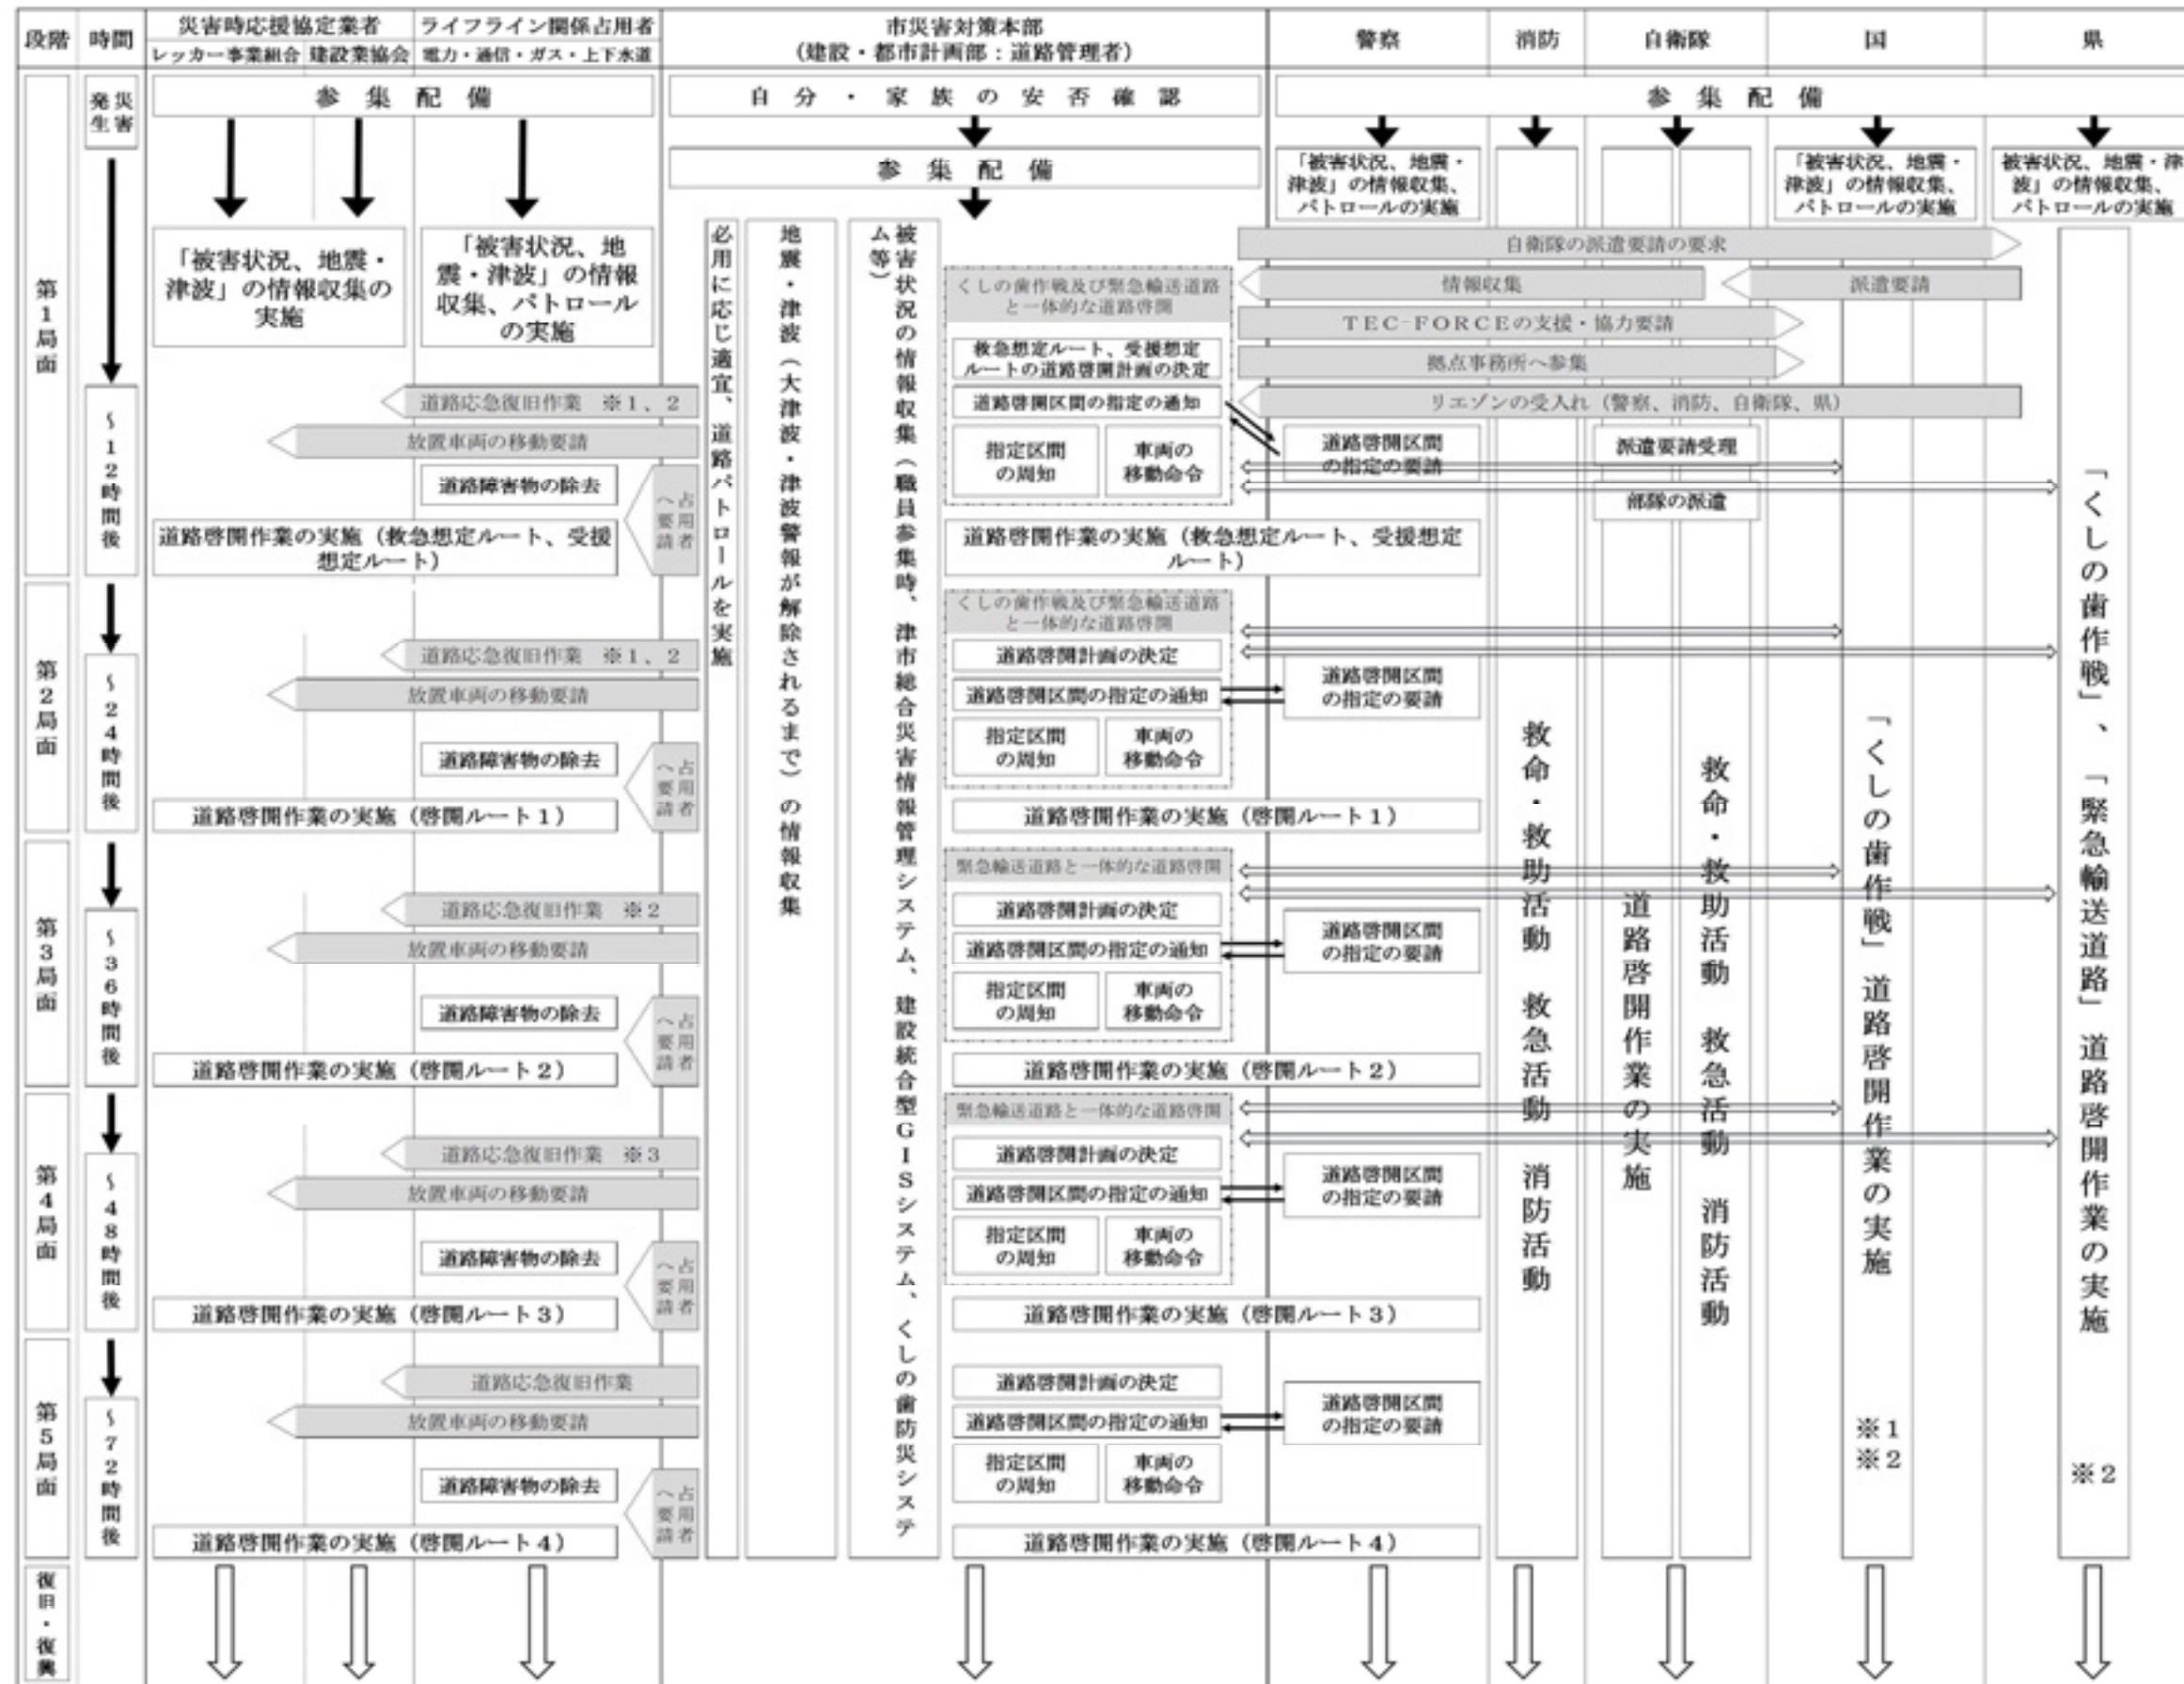 段階
時間
災害時応援協定業者
レッカー事業組合
建設業協会
ライフライン関係占用者
電力・通信・ガス・上下水道
市災害対策本部
(建設・都市計画部:道路管理者)
警察
消防
自衛隊
国
県
発災
生害
参集配備
自分・家族の安否確認
参集配備
参集配備
「被害状況、地震・
津波」の情報収集、
パトロールの実施
「被害状況、地震・
津波」の情報収集、
パトロールの実施
被害状況、地震・津
波」の情報収集、
パトロールの実施
第1局面
「被害状況、地震・
津波」の情報収集の
実施
「被害状況、地
震・津波」の情報
収集、パトロール
の実施
必用に応じ適宜、道路パトロールを実施
地震・津波(大津波・津波警報が解除されるまで)の情報収集
被害状況の情報収集(職員参集時、津市総合災害情報管理システム、建設統合型GISシステム、くしの歯防災システ
ム等)
自衛隊の派遣要請の要求
情報収集
派遣要請
TEC-FORCEの支援・協力要請
拠点事務所へ参集
リエゾンの受入れ(警察、消防、自衛隊、県)
くしの歯作戦及び緊急輸送道路
と一体的な道路啓開
救急想定ルート、受援想定
ルートの道路啓開計画の決定
道路啓開区間の指定の通知
指定区間
の周知
車両の
移動命令
道路啓開区間
の指定の要請
派遣要請受理
部隊の派遣
~12時間後
道路応急復旧作業 ※1、2
放置車両の移動要請
道路障害物の除去
占用者
へ要請
道路啓開作業の実施(救急想定ルート、受援
想定ルート)
道路啓開作業の実施(救急想定ルート、受援想定
ルート)
第2局面
~24時間後
道路応急復旧作業 ※1、2
放置車両の移動要請
道路障害物の除去
占用者
へ要請
道路啓開作業の実施(啓開ルート1)
くしの歯作戦及び緊急輸送道路
と一体的な道路啓開
道路啓開計画の決定
道路啓開区間の指定の通知
指定区間
の周知
車両の
移動命令
道路啓開区間
の指定の要請
道路啓開作業の実施(啓開ルート1)
第3局面
~36時間後
道路応急復旧作業 ※2
放置車両の移動要請
道路障害物の除去
占用者
へ要請
道路啓開作業の実施(啓開ルート2)
緊急輸送道路と一体的な道路啓開
道路啓開計画の決定
道路啓開区間の指定の通知
指定区間
の周知
車両の
移動命令
道路啓開区間
の指定の要請
道路啓開作業の実施(啓開ルート2)
第4局面
~48時間後
道路応急復旧作業 ※3
放置車両の移動要請
道路障害物の除去
占用者
へ要請
道路啓開作業の実施(啓開ルート3)
緊急輸送道路と一体的な道路啓開
道路啓開計画の決定
道路啓開区間の指定の通知
指定区間
の周知
車両の
移動命令
道路啓開区間
の指定の要請
道路啓開作業の実施(啓開ルート3)
第5局面
~72時間後
道路応急復旧作業
放置車両の移動要請
道路障害物の除去
占用者
へ要請
道路啓開作業の実施(啓開ルート4)
道路啓開計画の決定
道路啓開区間の指定の通知
指定区間
の周知
車両の
移動命令
道路啓開区間
の指定の要請
道路啓開作業の実施(啓開ルート4)
救命・救助活動 救急活動 消防活動
道路啓開作業の実施
救命・救助活動 救急活動 消防活動
「くしの歯作戦」道路啓開作業の実施
※1
※2
「くしの歯作戦」、「緊急輸送道路」道路啓開作業の実施
※2
復旧・復興